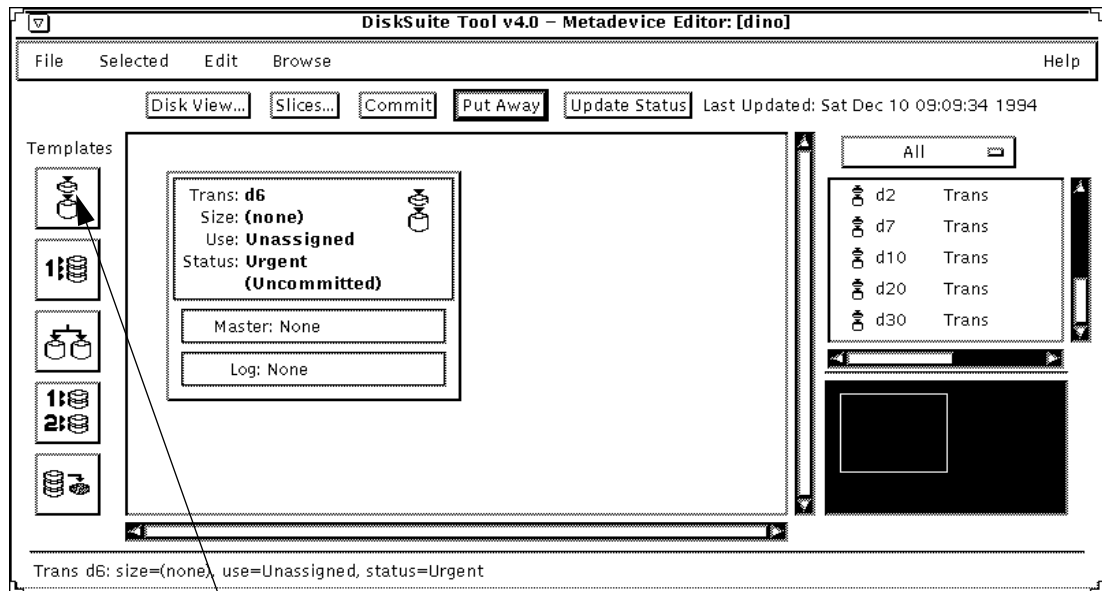 DiskSuite Tool v4.0 – Metadevice Editor: [dino]
File Selected Edit Browse Help
Disk View... Slices... Commit Put Away Update Status Last Updated: Sat Dec 10 09:09:34 1994
Templates
1
1
2
Trans: d6
Size: (none)
Use: Unassigned
Status: Urgent
(Uncommitted)
Master: None
Log: None
All
d2 Trans
d7 Trans
d10 Trans
d20 Trans
d30 Trans
Trans d6: size=(none), use=Unassigned, status=Urgent